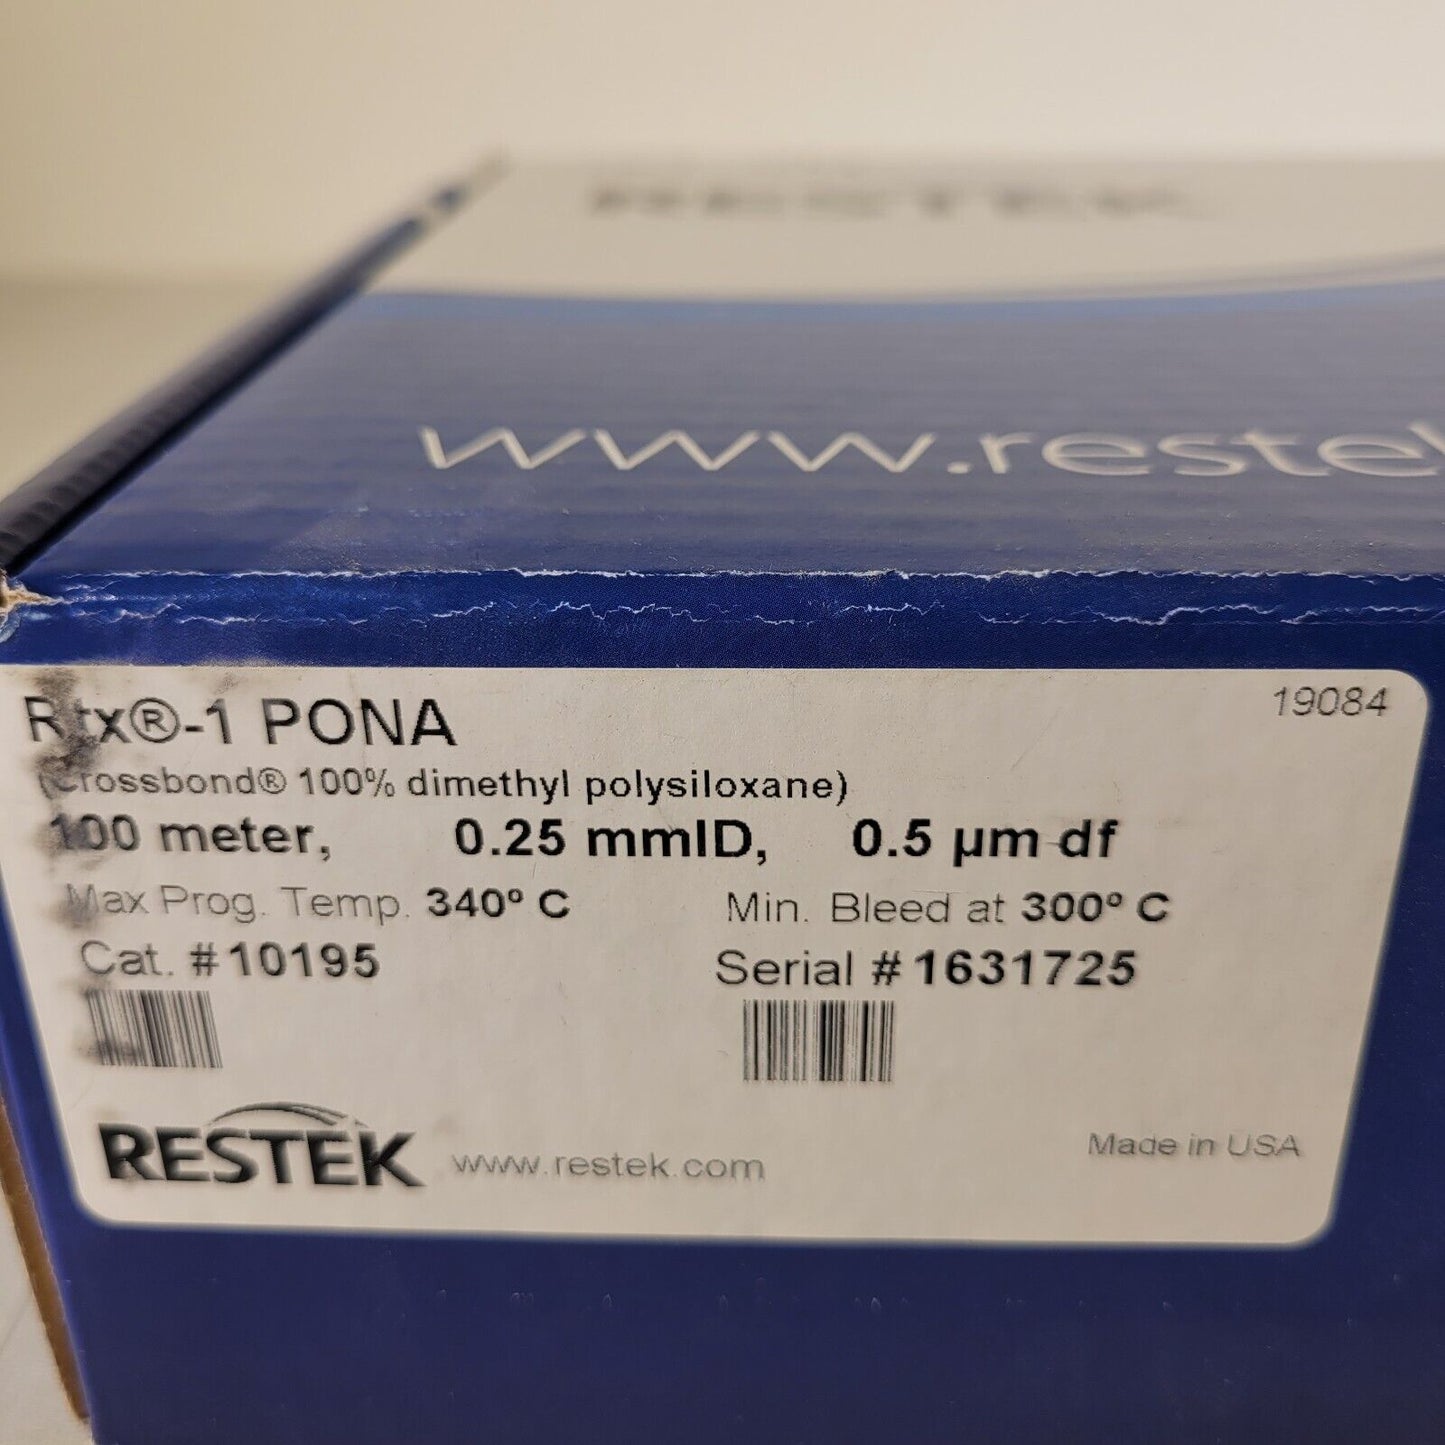 RESTEK
www.restek
Rtx®-1 PONA
19084
(Crossbond® 100% dimethyl polysiloxane)
100 meter, 0.25 mmID, 0.5 µm df
Max Prog. Temp. 340° C Min. Bleed at 300° C
Cat. #10195 Serial #1631725
RESTEK www.restek.com Made in USA